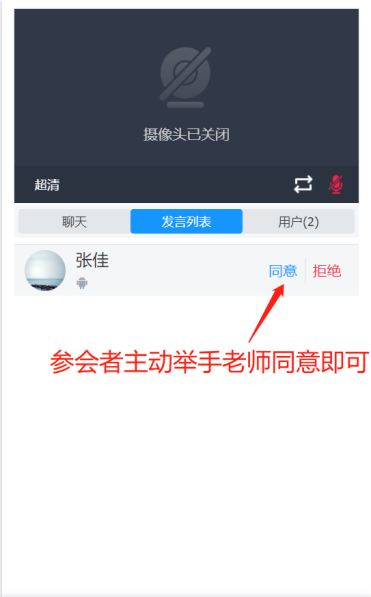 摄像头已关闭
超清
聊天 发言列表 用户(2)
张佳
同意 拒绝
参会者主动举手老师同意即可